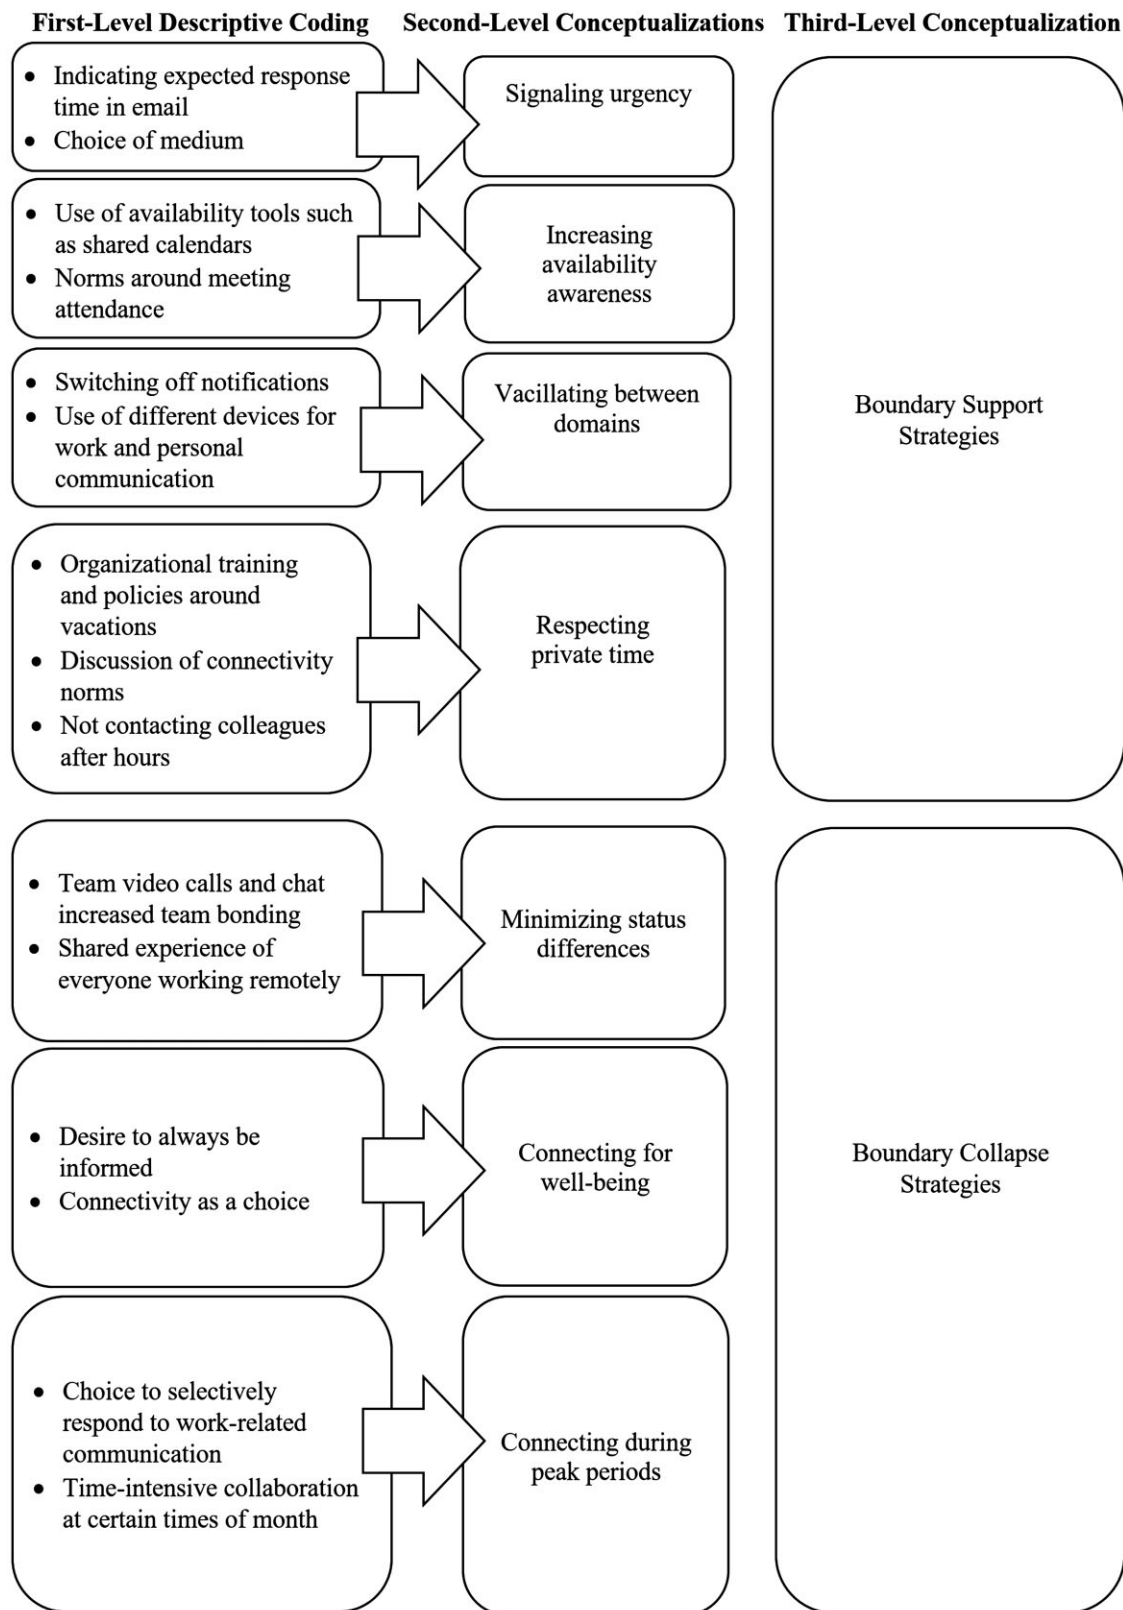 First-Level Descriptive Coding
Second-Level Conceptualizations
Third-Level Conceptualization
• Indicating expected response
time in email
• Choice of medium
Signaling urgency
• Use of availability tools such
as shared calendars
• Norms around meeting
attendance
Increasing
availability
awareness
• Switching off notifications
• Use of different devices for
work and personal
communication
Vacillating between
domains
• Organizational training
and policies around
vacations
• Discussion of connectivity
norms
• Not contacting colleagues
after hours
Respecting
private time
Boundary Support
Strategies
• Team video calls and chat
increased team bonding
• Shared experience of
everyone working remotely
Minimizing status
differences
• Desire to always be
informed
• Connectivity as a choice
Connecting for
well-being
• Choice to selectively
respond to work-related
communication
• Time-intensive collaboration
at certain times of month
Connecting during
peak periods
Boundary Collapse
Strategies